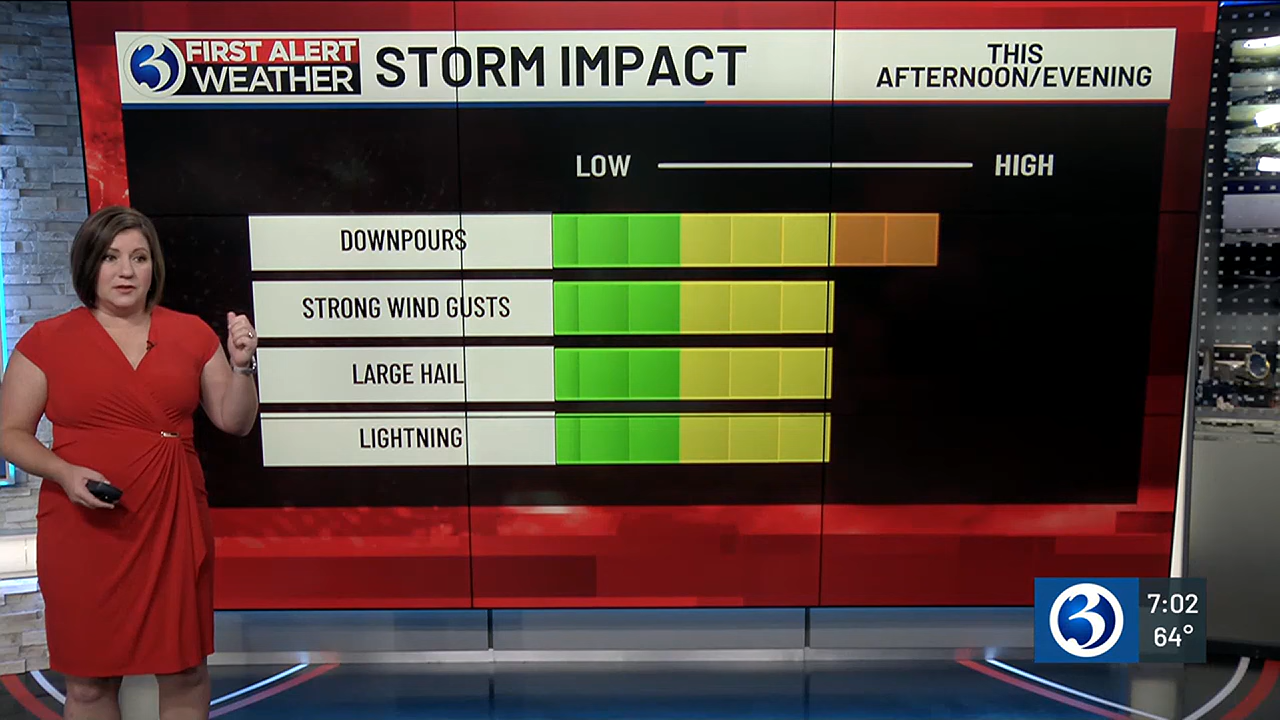 3 FIRST ALERT
WEATHER
STORM IMPACT
THIS
AFTERNOON/EVENING
LOW
HIGH
DOWNPOURS
STRONG WIND GUSTS
LARGE HAIL
LIGHTNING
3
7:02
64°